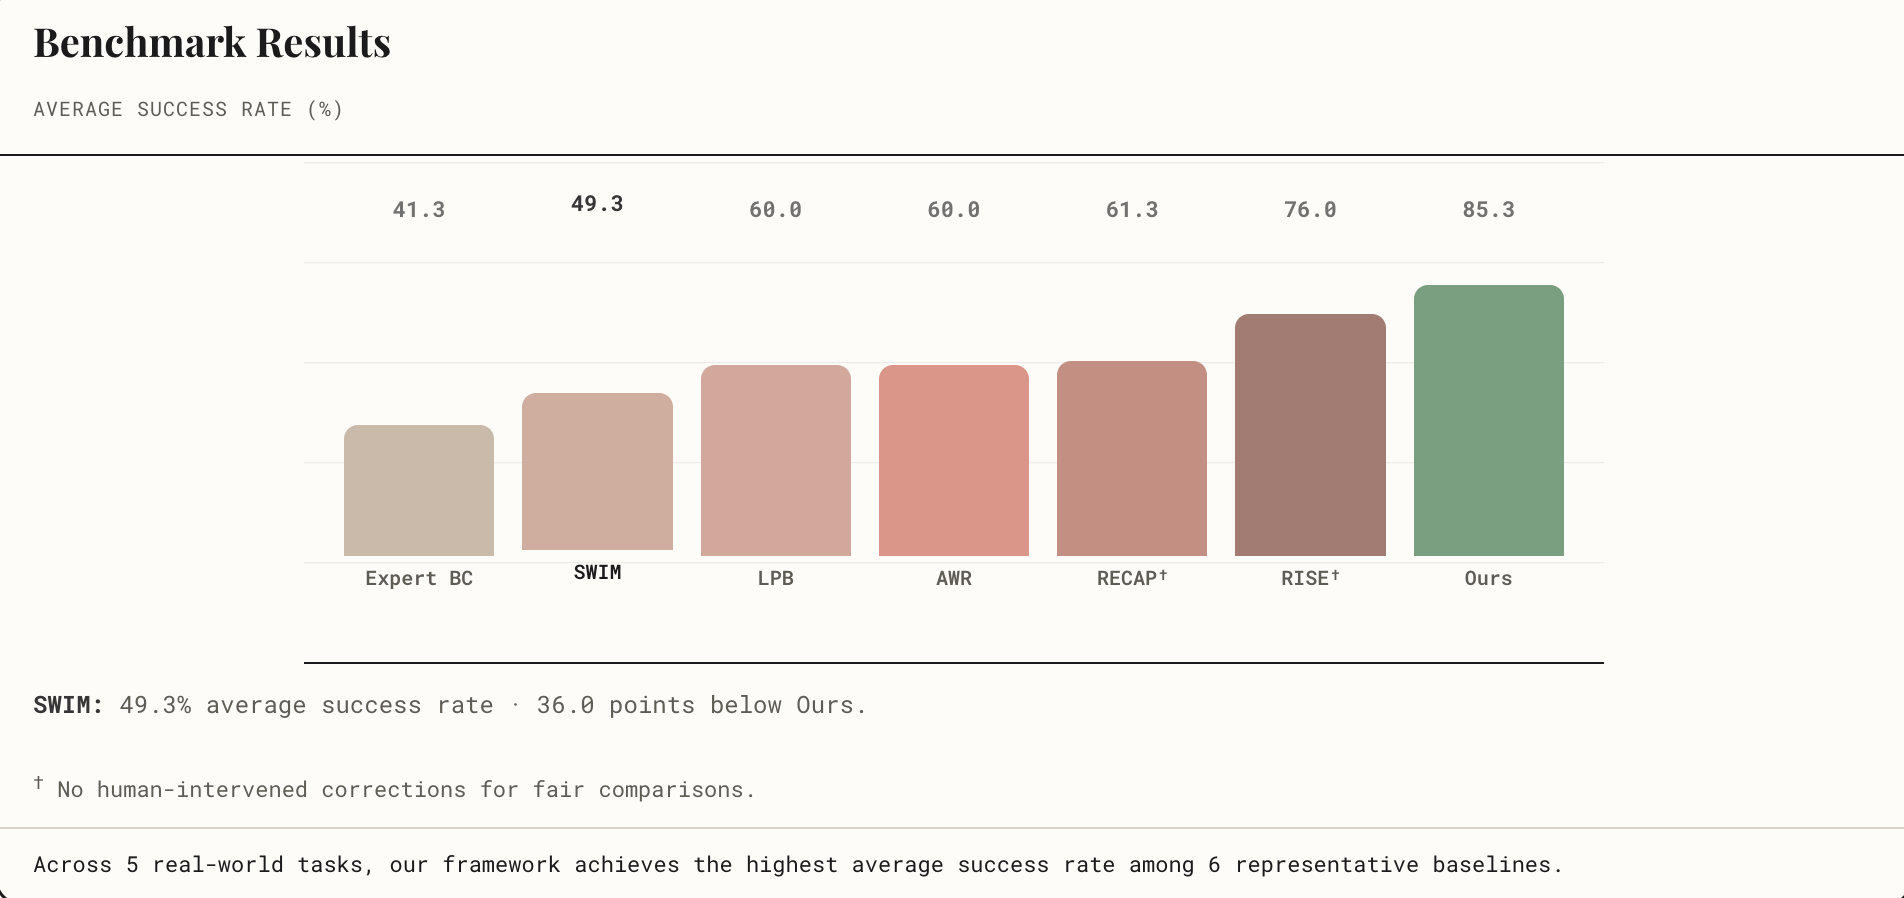 Benchmark Results
AVERAGE SUCCESS RATE (%)
41.3 49.3 60.0 60.0 61.3 76.0 85.3
Expert BC SWIM LPB AWR RECAP† RISE† Ours
SWIM: 49.3% average success rate · 36.0 points below Ours.
† No human-intervened corrections for fair comparisons.
Across 5 real-world tasks, our framework achieves the highest average success rate among 6 representative baselines.